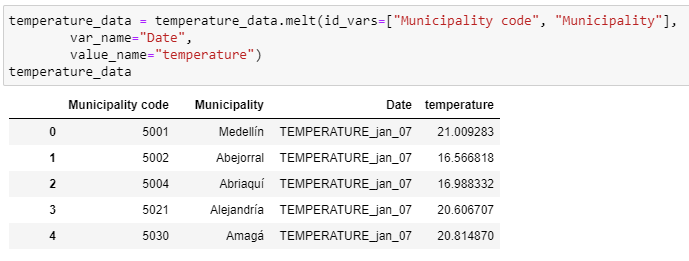 temperature_data = temperature_data.melt(id_vars=["Municipality code", "Municipality"],
        var_name="Date",
        value_name="temperature")
temperature_data
Municipality code Municipality Date temperature
0 5001 Medellín TEMPERATURE_jan_07 21.009283
1 5002 Abejorral TEMPERATURE_jan_07 16.566818
2 5004 Abriaquí TEMPERATURE_jan_07 16.988332
3 5021 Alejandría TEMPERATURE_jan_07 20.606707
4 5030 Amagá TEMPERATURE_jan_07 20.814870